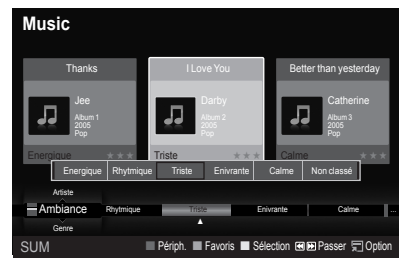 Music
Thanks I Love You Better than yesterday
Jee Darby Catherine
Album 1 Album 2 Album 3
2005 2005 2005
Pop Pop Pop
Energique ★★★ Triste ★★★ Calme ★★★
Energique Rhytmique Triste Enivrante Calme Non classé
Artiste
Ambiance Rhytmique Triste Enivrante Calme ...
Genre
SUM Périph. Favoris Sélection Passer Option